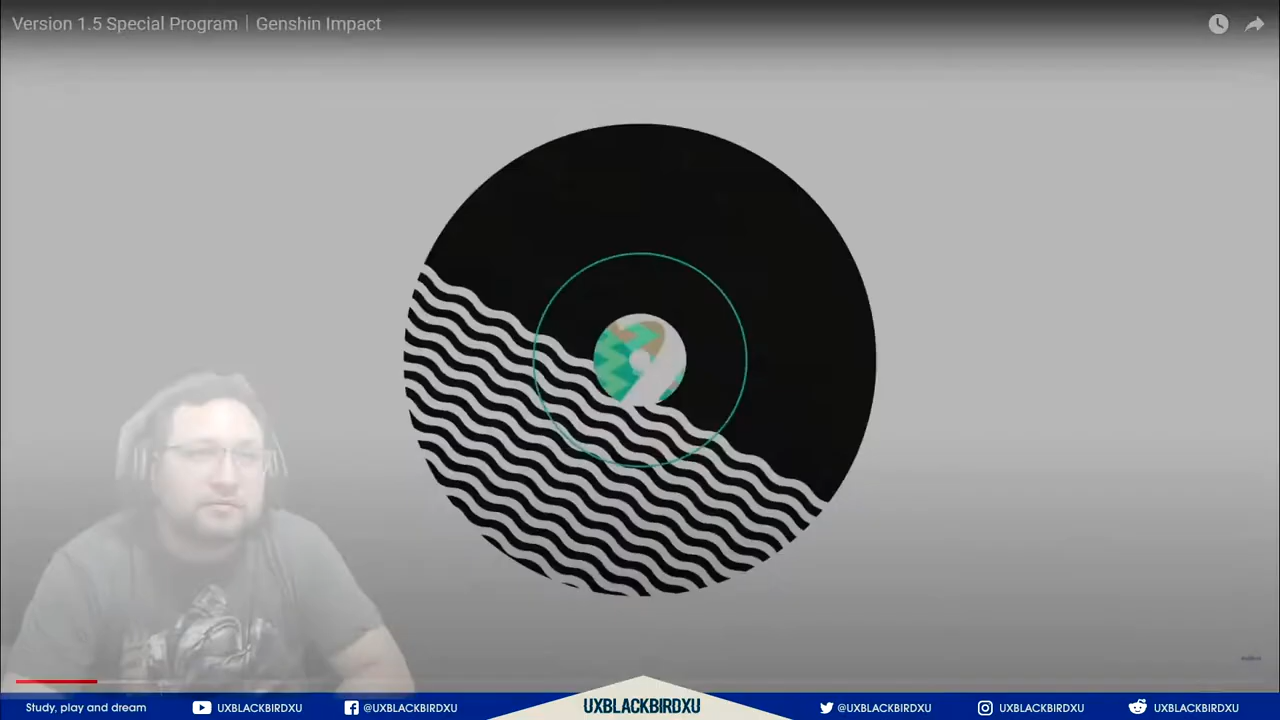 Version 1.5 Special Program | Genshin Impact
Study, play and dream
UXBLACKBIRDXU
@UXBLACKBIRDXU
UXBLACKBIRDXU
@UXBLACKBIRDXU
UXBLACKBIRDXU
UXBLACKBIRDXU